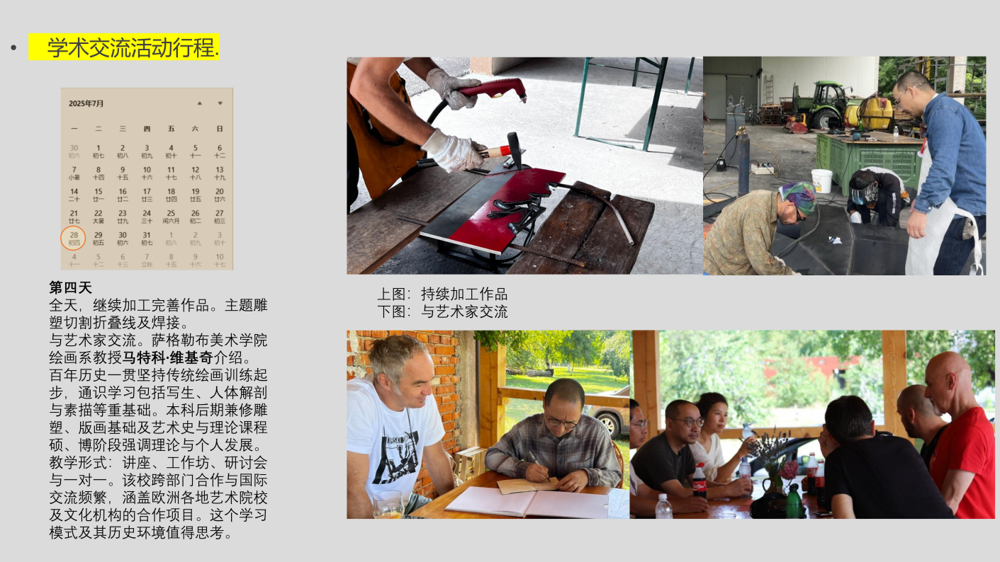 • 学术交流活动行程.
2025年7月
一 二 三 四 五 六 日
30 1 2 3 4 5 6
初六 初七 初八 初九 初十 十一 十二
7 8 9 10 11 12 13
小暑 十四 十五 十六 十七 十八 十九
14 15 16 17 18 19 20
二十 廿一 廿二 廿三 廿四 廿五 廿六
21 22 23 24 25 26 27
廿七 大暑 廿九 三十 闰六月 初二 初三
28 29 30 31 1 2 3
初四 初五 初六 初七 初八 初九 初十
4 5 6 7 8 9 10
十一 十二 十三 立秋 十五 十六 十七
第四天
全天，继续加工完善作品。主题雕
塑切割折叠线及焊接。
与艺术家交流。萨格勒布美术学院
绘画系教授马特科·维基奇介绍。
百年历史一贯坚持传统绘画训练起
步，通识学习包括写生、人体解剖
与素描等重基础。本科后期兼修雕
塑、版画基础及艺术史与理论课程
硕、博阶段强调理论与个人发展。
教学形式：讲座、工作坊、研讨会
与一对一。该校跨部门合作与国际
交流频繁，涵盖欧洲各地艺术院校
及文化机构的合作项目。这个学习
模式及其历史环境值得思考。
上图：持续加工作品
下图：与艺术家交流